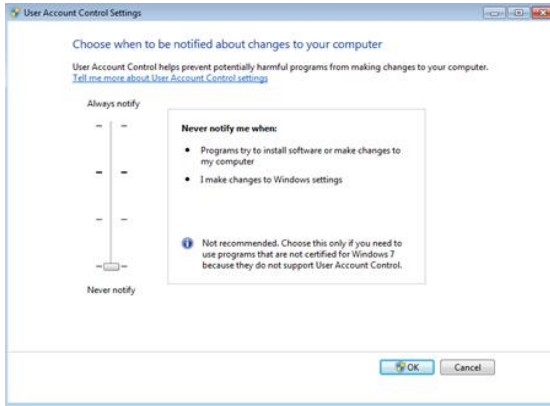 User Account Control Settings
Choose when to be notified about changes to your computer
User Account Control helps prevent potentially harmful programs from making changes to your computer.
Tell me more about User Account Control settings
Always notify
Never notify me when:
• Programs try to install software or make changes to
my computer
• I make changes to Windows settings
Not recommended. Choose this only if you need to
use programs that are not certified for Windows 7
because they do not support User Account Control.
Never notify
OK Cancel